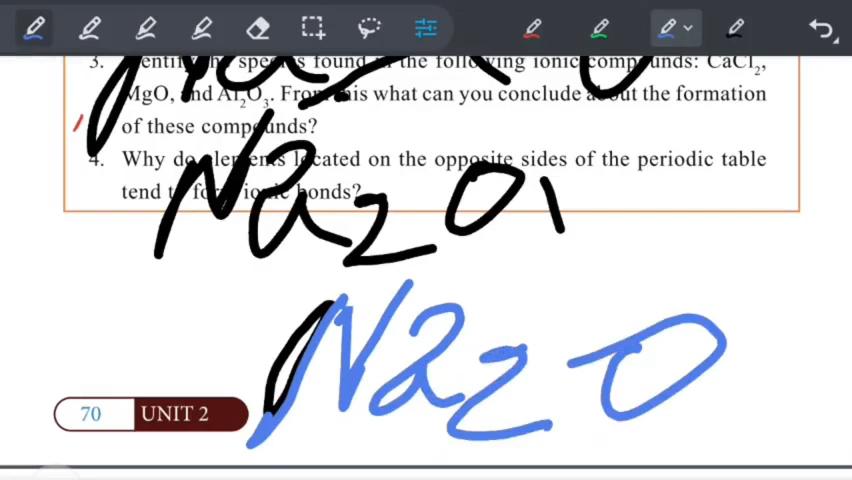 3. Identify the species found in the following ionic compounds: CaCl₂,
MgO, and Al₂O₃. From this what can you conclude about the formation
of these compounds?
4. Why do elements located on the opposite sides of the periodic table
tend to form ionic bonds?
Na₂O₁
Na₂O
70 UNIT 2